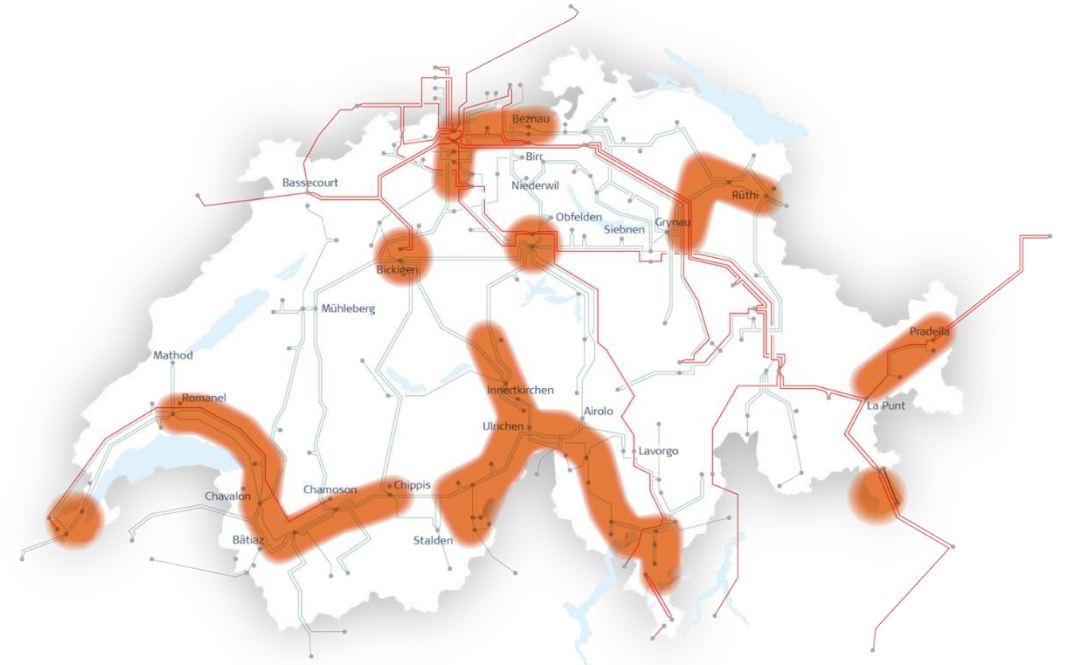 Beznau
Birr
Bassecourt
Niederwil
Rüthi
Obfelden
Grynau
Siebnen
Bickigen
Mühleberg
Pradella
Mathod
Innertkirchen
Romanel
La Punt
Airolo
Ulrichen
Lavorgo
Chippis
Chamoson
Chavalon
Bâtiaz
Stalden